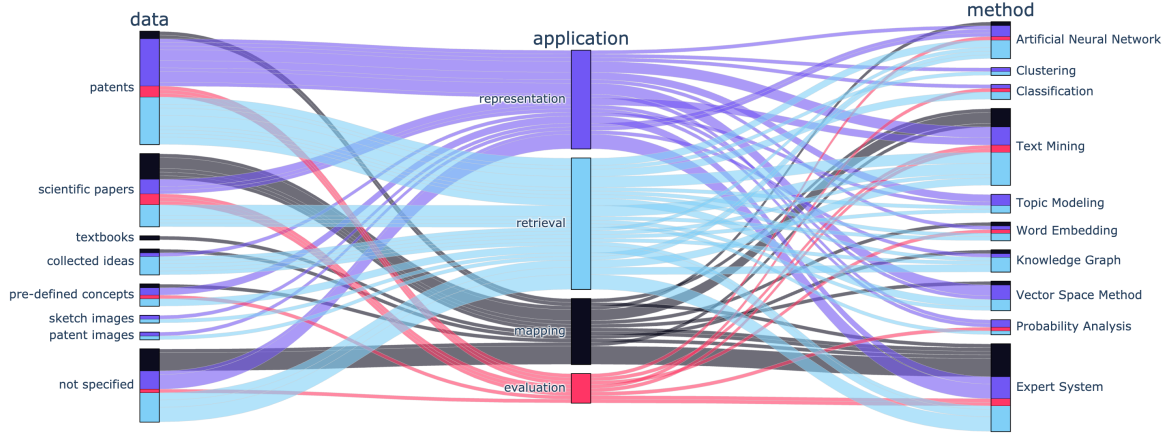 data
application
method
patents
scientific papers
textbooks
collected ideas
pre-defined concepts
sketch images
patent images
not specified
representation
retrieval
mapping
evaluation
Artificial Neural Network
Clustering
Classification
Text Mining
Topic Modeling
Word Embedding
Knowledge Graph
Vector Space Method
Probability Analysis
Expert System